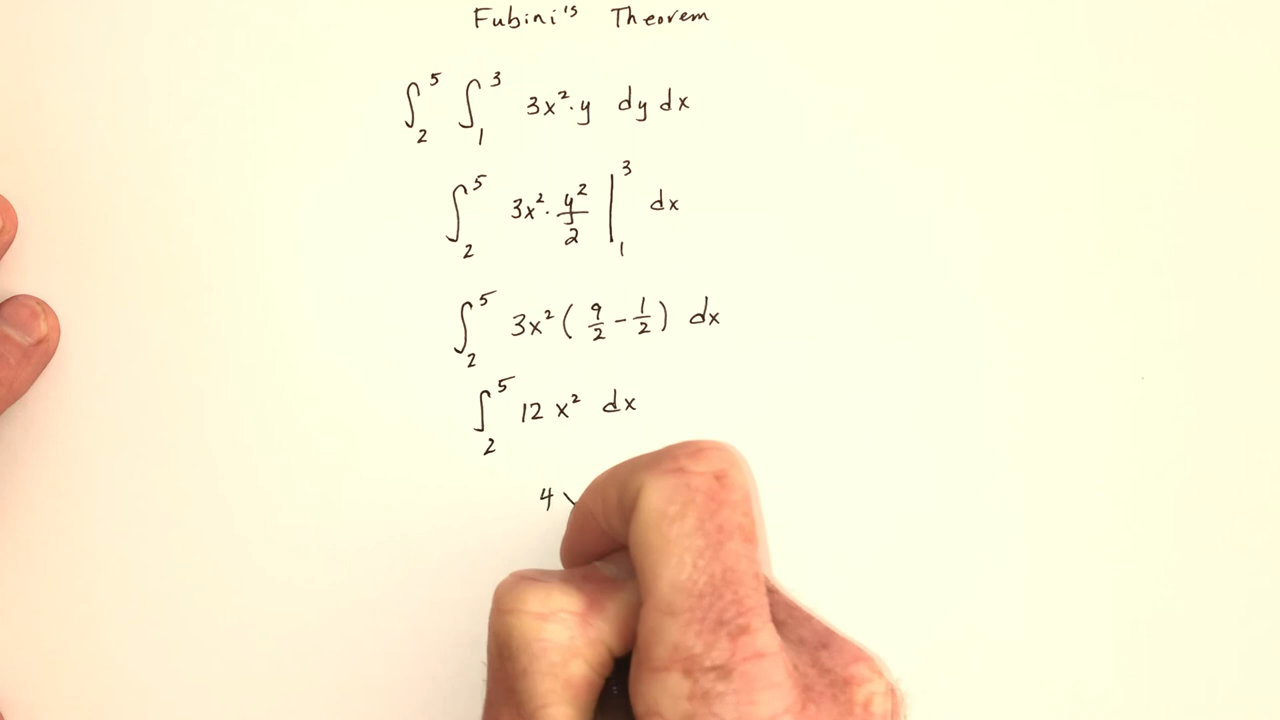 Fubini's Theorem
∫₂⁵ ∫₁³ 3x²·y dy dx
∫₂⁵ 3x²· y²/2 |₁³ dx
∫₂⁵ 3x² ( 9/2 - 1/2 ) dx
∫₂⁵ 12 x² dx
4